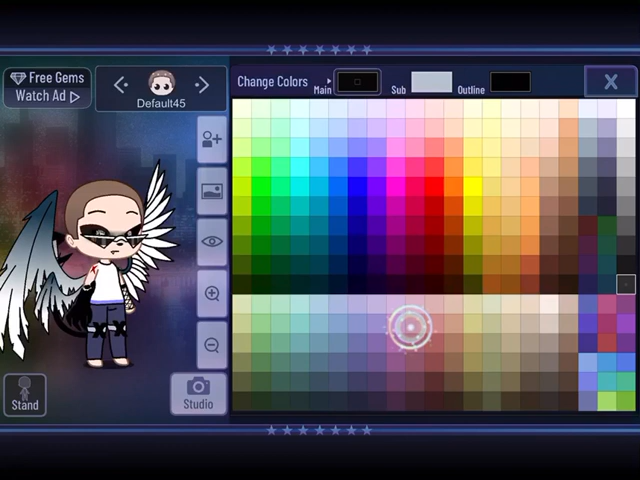 Free Gems
Watch Ad
Default45
Change Colors
Main
Sub
Outline
X
Stand
Studio